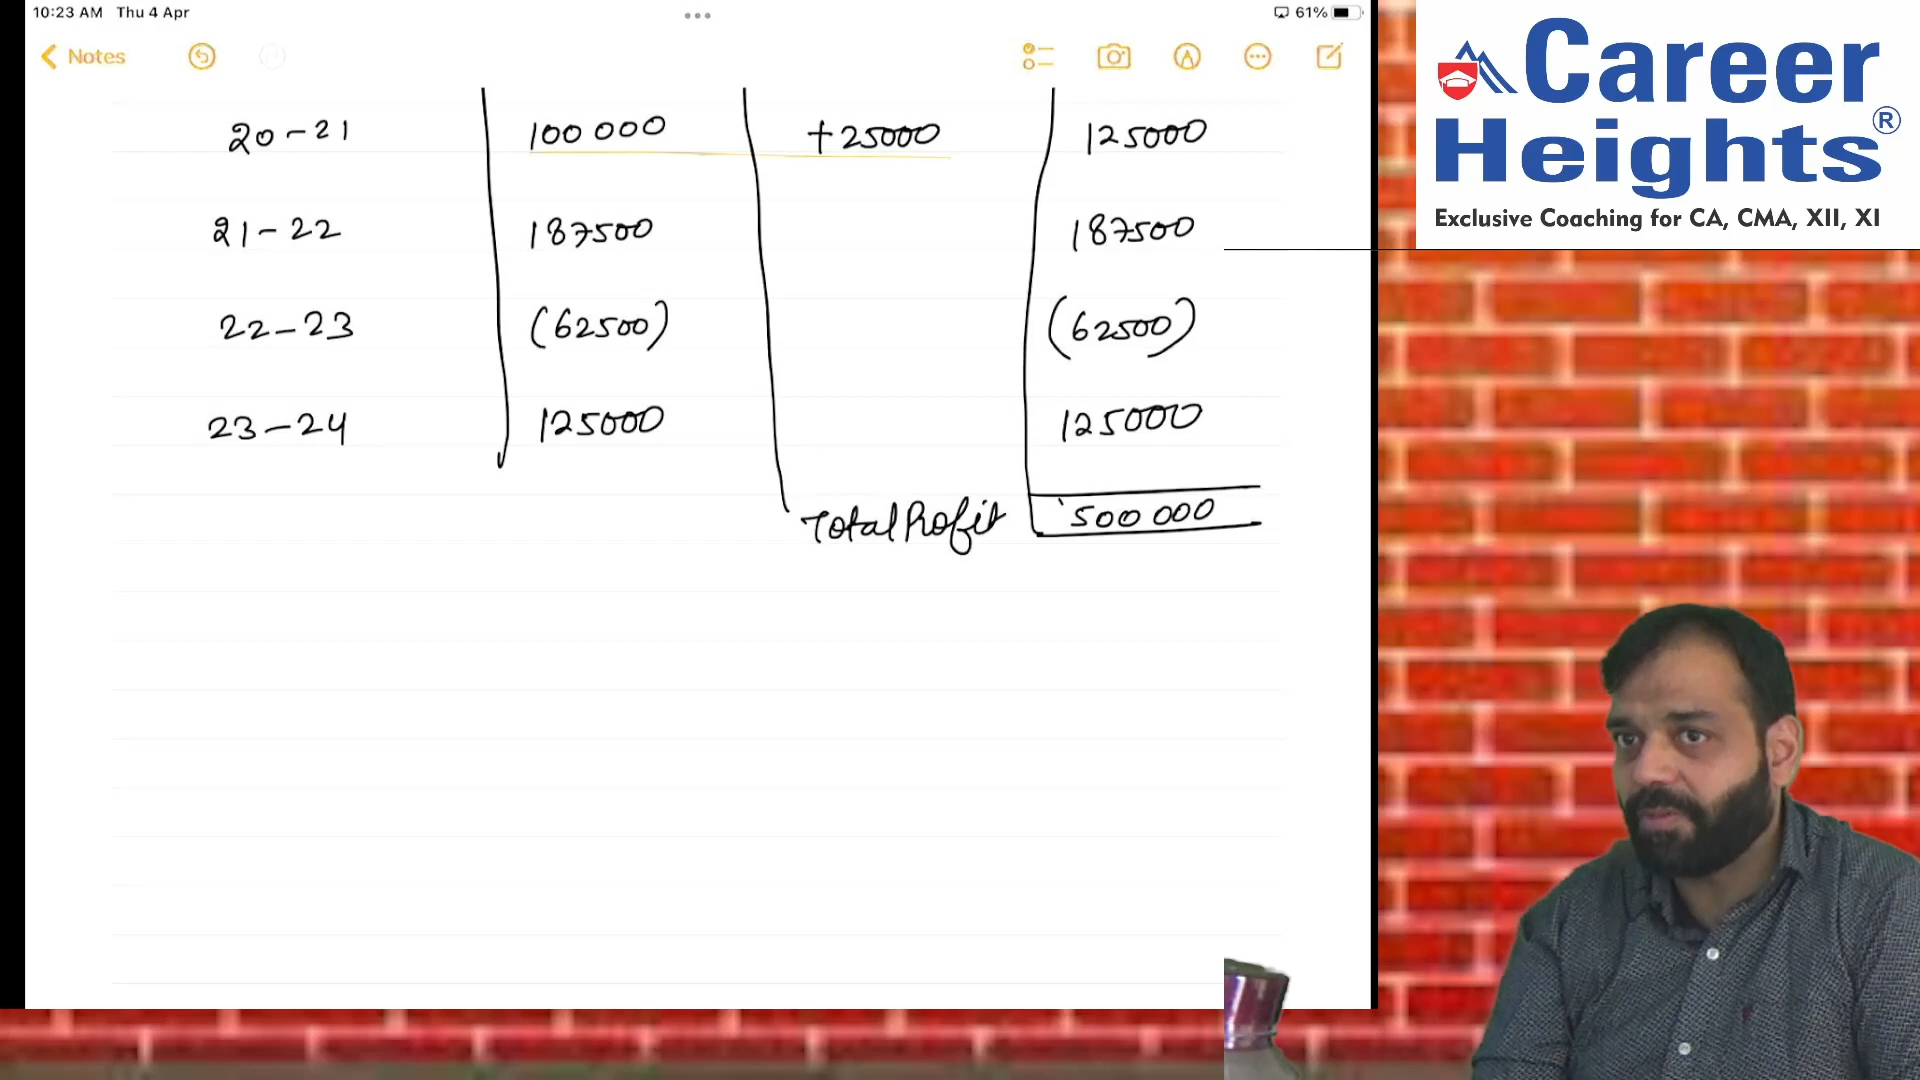 10:23 AM Thu 4 Apr
61%
Notes
Career
Heights®
Exclusive Coaching for CA, CMA, XII, XI
20-21 100 000 +25000 125000
21-22 187500 187500
22-23 (62500) (62500)
23-24 125000 125000
Total Profit 500 000